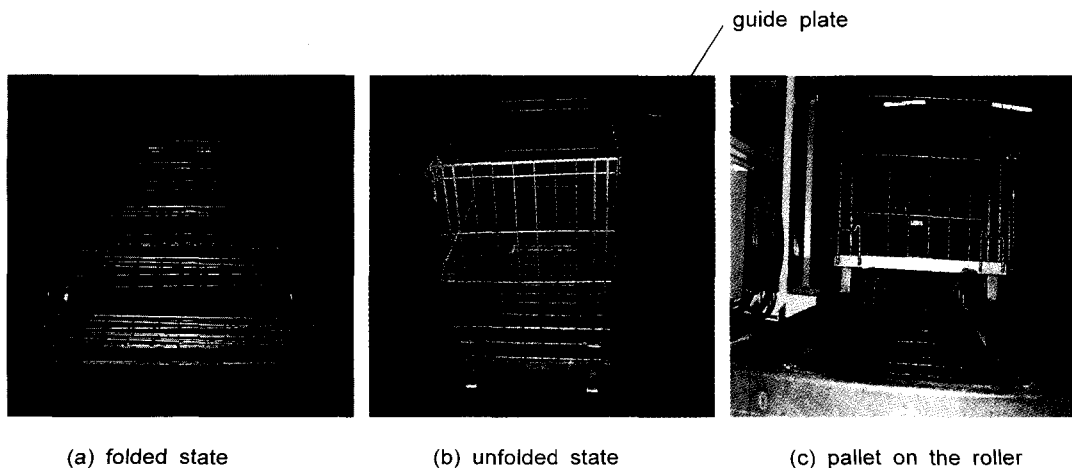 guide plate
(a) folded state
(b) unfolded state
(c) pallet on the roller